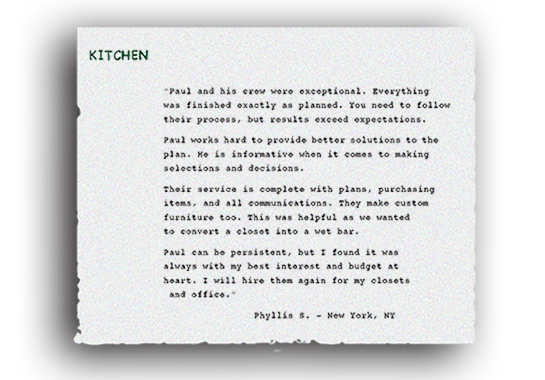 KITCHEN
"Paul and his crew were exceptional. Everything
was finished exactly as planned. You need to follow
their process, but results exceed expectations.
Paul works hard to provide better solutions to the
plan. He is informative when it comes to making
selections and decisions.
Their service is complete with plans, purchasing
items, and all communications. They make custom
furniture too. This was helpful as we wanted
to convert a closet into a wet bar.
Paul can be persistent, but I found it was
always with my best interest and budget at
heart. I will hire them again for my closets
and office."
Phyllis S. - New York, NY